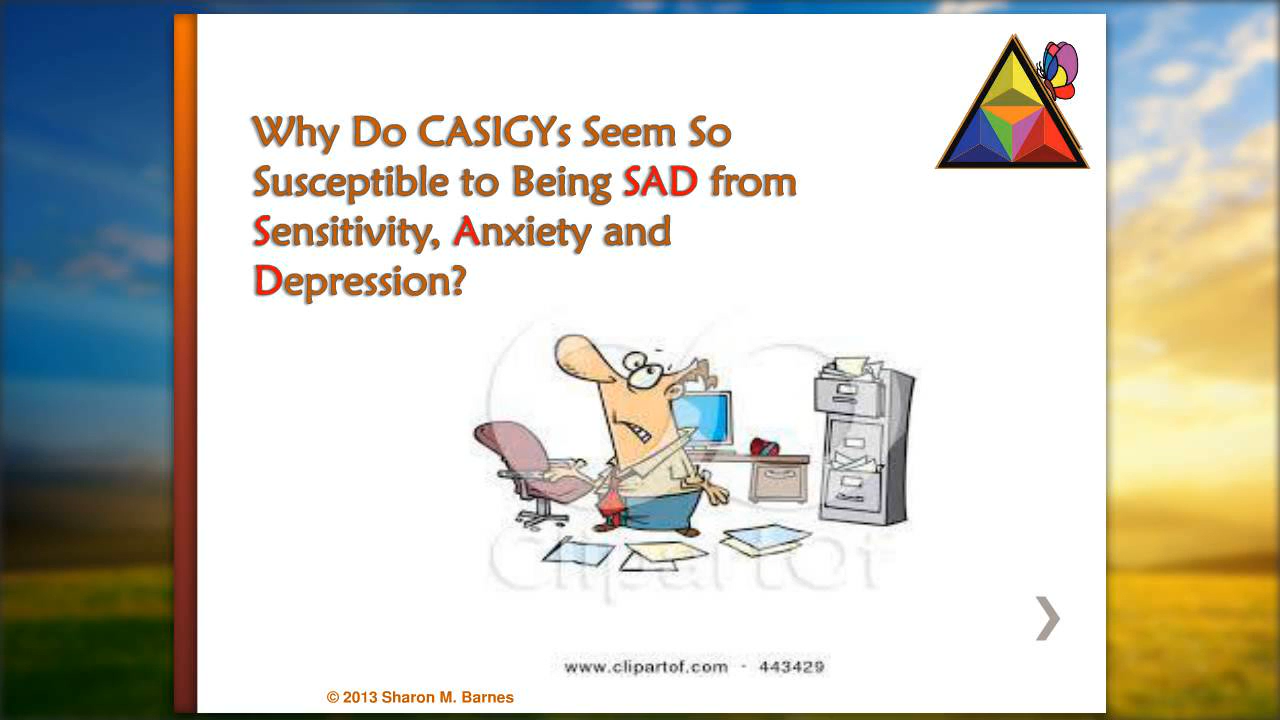 Why Do CASIGYs Seem So
Susceptible to Being SAD from
Sensitivity, Anxiety and
Depression?
ClipartOf
www.clipartof.com · 443429
© 2013 Sharon M. Barnes